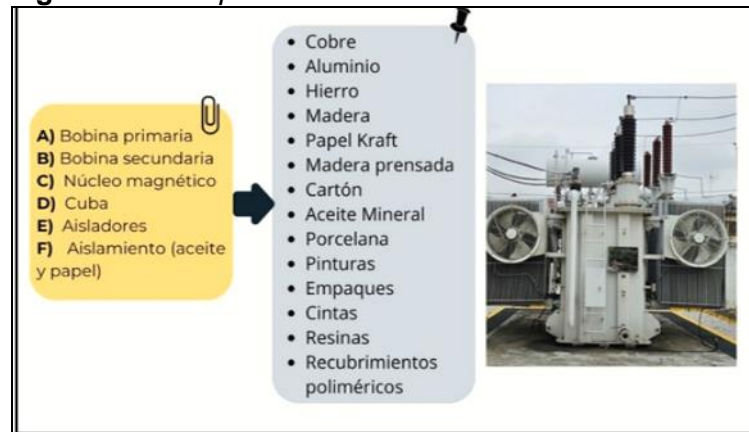 A) Bobina primaria
B) Bobina secundaria
C) Núcleo magnético
D) Cuba
E) Aisladores
F) Aislamiento (aceite
y papel)
• Cobre
• Aluminio
• Hierro
• Madera
• Papel Kraft
• Madera prensada
• Cartón
• Aceite Mineral
• Porcelana
• Pinturas
• Empaques
• Cintas
• Resinas
• Recubrimientos
poliméricos